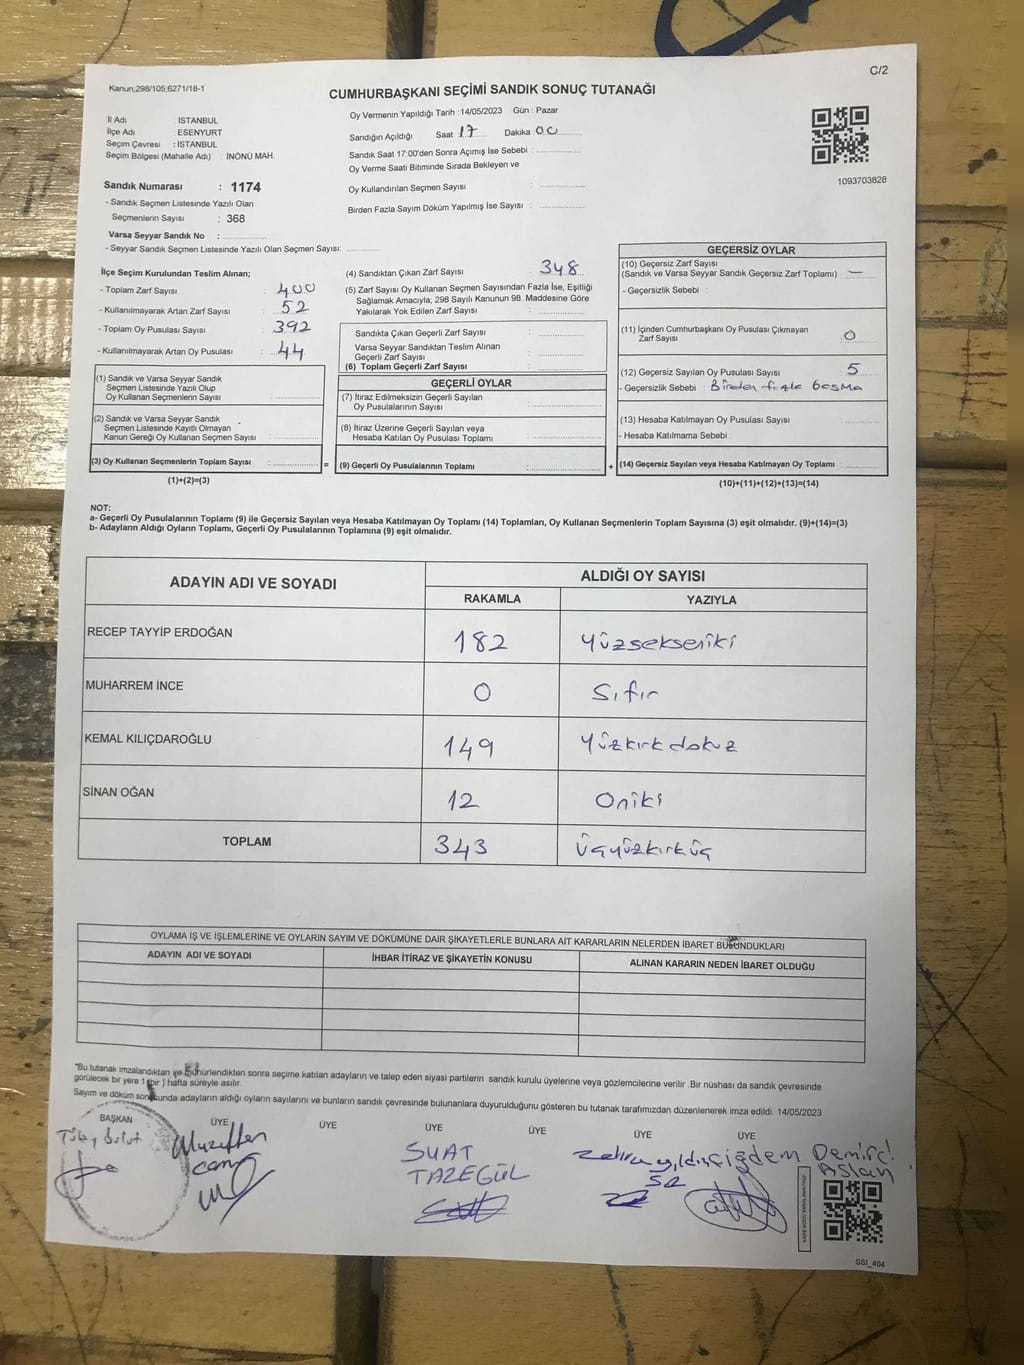 C/2
Kanun,298/105;6271/18-1
CUMHURBAŞKANI SEÇİMİ SANDIK SONUÇ TUTANAĞI
Oy Vermenin Yapıldığı Tarih :14/05/2023 Gün : Pazar
İl Adı : İSTANBUL
İlçe Adı : ESENYURT
Seçim Çevresi : İSTANBUL
Seçim Bölgesi (Mahalle Adı) : İNÖNÜ MAH.
Sandığın Açıldığı Saat 17 Dakika 00
Sandık Saat 17:00'den Sonra Açımış İse Sebebi :
Oy Verme Saati Bitiminde Sırada Bekleyen ve
Oy Kullandırılan Seçmen Sayısı :
Birden Fazla Sayım Döküm Yapılmış İse Sayısı :
1093703828
Sandık Numarası : 1174
- Sandık Seçmen Listesinde Yazılı Olan
Seçmenlerin Sayısı : 368
Varsa Seyyar Sandık No :
- Seyyar Sandık Seçmen Listesinde Yazılı Olan Seçmen Sayısı:
İlçe Seçim Kurulundan Teslim Alınan;
- Toplam Zarf Sayısı : 400
- Kullanılmayarak Artan Zarf Sayısı : 52
- Toplam Oy Pusulası Sayısı : 392
- Kullanılmayarak Artan Oy Pusulası : 44
(1) Sandık ve Varsa Seyyar Sandık
Seçmen Listesinde Yazılı Olup
Oy Kullanan Seçmenlerin Sayısı :
(2) Sandık ve Varsa Seyyar Sandık
Seçmen Listesinde Kayıtlı Olmayan
Kanun Gereği Oy Kullanan Seçmen Sayısı :
(3) Oy Kullanan Seçmenlerin Toplam Sayısı :
(1)+(2)=(3)
(4) Sandıktan Çıkan Zarf Sayısı : 348
(5) Zarf Sayısı Oy Kullanan Seçmen Sayısından Fazla İse, Eşitliği
Sağlamak Amacıyla; 298 Sayılı Kanunun 98. Maddesine Göre
Yakılarak Yok Edilen Zarf Sayısı :
Sandıkta Çıkan Geçerli Zarf Sayısı :
Varsa Seyyar Sandıktan Teslim Alınan
Geçerli Zarf Sayısı :
(6) Toplam Geçerli Zarf Sayısı :
GEÇERLİ OYLAR
(7) İtiraz Edilmeksizin Geçerli Sayılan
Oy Pusulalarının Sayısı :
(8) İtiraz Üzerine Geçerli Sayılan veya
Hesaba Katılan Oy Pusulası Toplamı :
= (9) Geçerli Oy Pusulalarının Toplamı : +
GEÇERSİZ OYLAR
(10) Geçersiz Zarf Sayısı
(Sandık ve Varsa Seyyar Sandık Geçersiz Zarf Toplamı) : —
- Geçersizlik Sebebi :
(11) İçinden Cumhurbaşkanı Oy Pusulası Çıkmayan
Zarf Sayısı : 0
(12) Geçersiz Sayılan Oy Pusulası Sayısı : 5
- Geçersizlik Sebebi : Birden fazla basma
(13) Hesaba Katılmayan Oy Pusulası Sayısı :
- Hesaba Katılmama Sebebi :
(14) Geçersiz Sayılan veya Hesaba Katılmayan Oy Toplamı :
(10)+(11)+(12)+(13)=(14)
NOT:
a- Geçerli Oy Pusulalarının Toplamı (9) ile Geçersiz Sayılan veya Hesaba Katılmayan Oy Toplamı (14) Toplamları, Oy Kullanan Seçmenlerin Toplam Sayısına (3) eşit olmalıdır. (9)+(14)=(3)
b- Adayların Aldığı Oyların Toplamı, Geçerli Oy Pusulalarının Toplamına (9) eşit olmalıdır.
ADAYIN ADI VE SOYADI
ALDIĞI OY SAYISI
RAKAMLA YAZIYLA
RECEP TAYYİP ERDOĞAN 182 Yüzsekseniki
MUHARREM İNCE 0 Sıfır
KEMAL KILIÇDAROĞLU 149 Yüzkırkdokuz
SİNAN OĞAN 12 Oniki
TOPLAM 343 üçyüzkırküç
OYLAMA İŞ VE İŞLEMLERİNE VE OYLARIN SAYIM VE DÖKÜMÜNE DAİR ŞİKAYETLERLE BUNLARA AİT KARARLARIN NELERDEN İBARET BULUNDUKLARI
ADAYIN ADI VE SOYADI İHBAR İTİRAZ VE ŞİKAYETİN KONUSU ALINAN KARARIN NEDEN İBARET OLDUĞU
"Bu tutanak imzalandıktan ve mühürlendikten sonra seçime katılan adayların ve talep eden siyasi partilerin sandık kurulu üyelerine veya gözlemcilerine verilir .Bir nüshası da sandık çevresinde
görülecek bir yere 1 (bir ) hafta süreyle asılır.
Sayım ve döküm sonucunda adayların aldığı oyların sayılarını ve bunların sandık çevresinde bulunanlara duyurulduğunu gösteren bu tutanak tarafımızdan düzenlenerek imza edildi. 14/05/2023
BAŞKAN ÜYE ÜYE ÜYE ÜYE ÜYE ÜYE
bulut
SUAT
TAZEGÜL
Çiğdem Demirci
Aslan
SSI_404